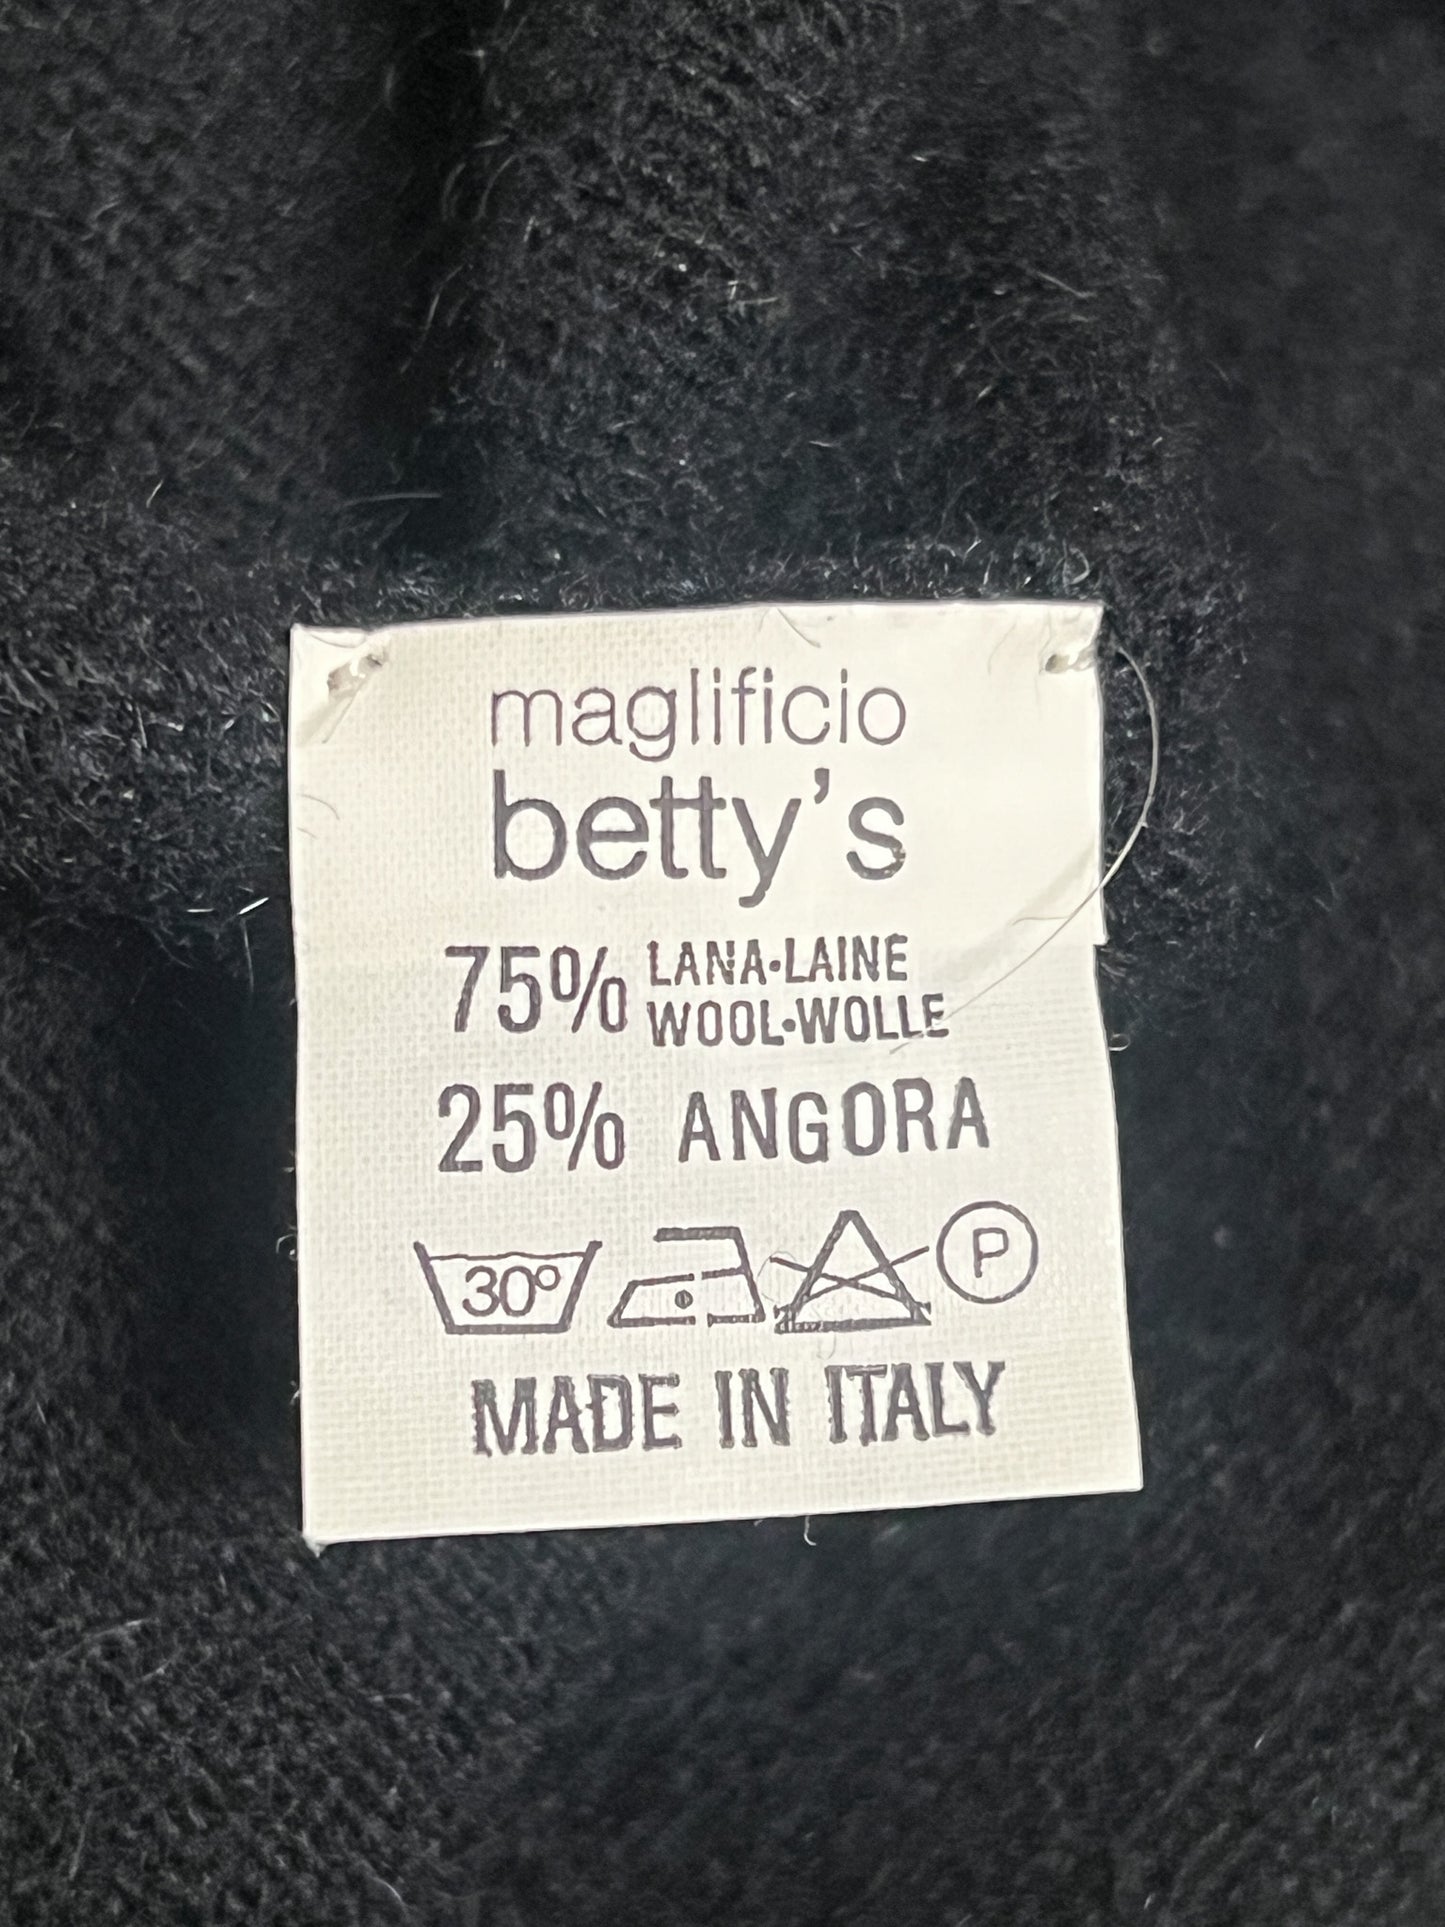 maglificio
betty's
75% LANA•LAINE
WOOL•WOLLE
25% ANGORA
30° P
MADE IN ITALY